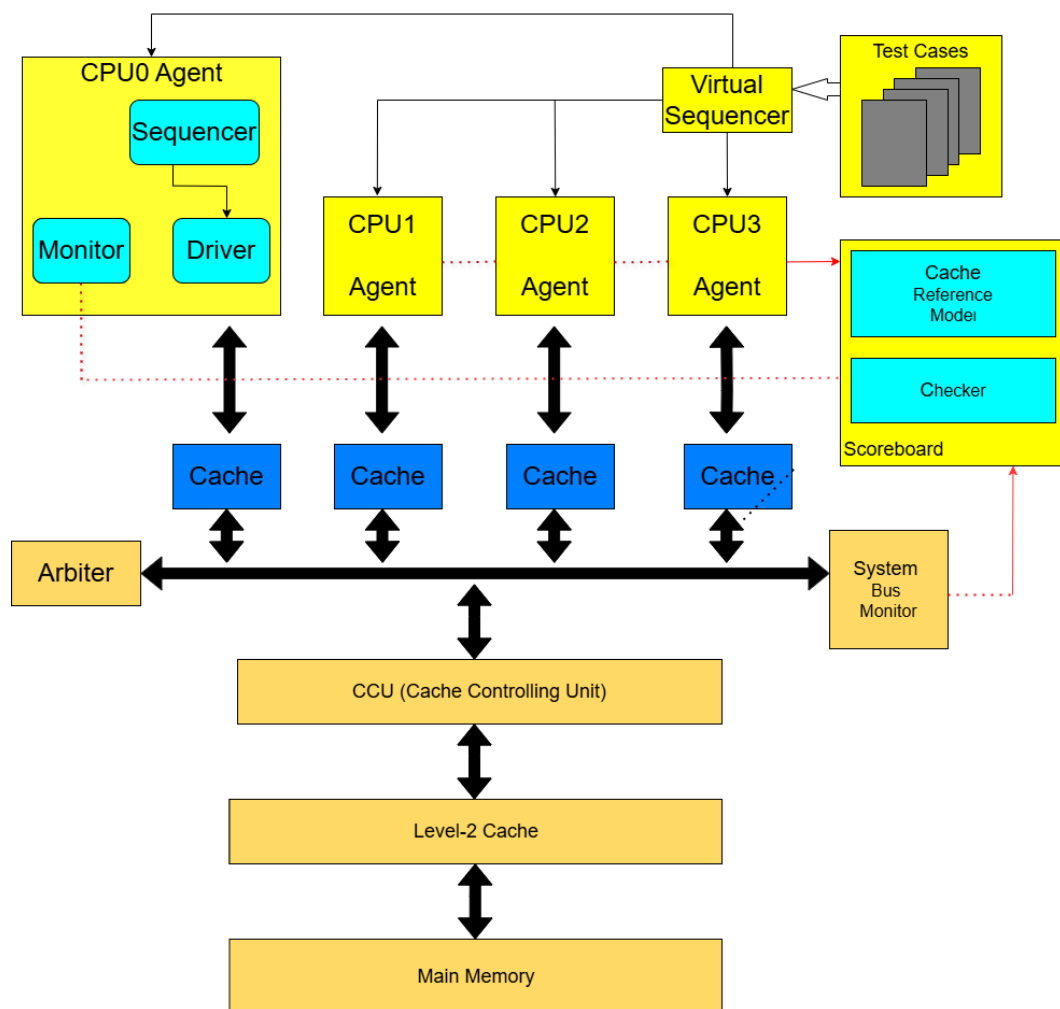 CPU0 Agent
Sequencer
Monitor
Driver
Virtual
Sequencer
Test Cases
CPU1
Agent
CPU2
Agent
CPU3
Agent
Cache
Reference
Model
Checker
Scoreboard
Cache
Cache
Cache
Cache
Arbiter
System
Bus
Monitor
CCU (Cache Controlling Unit)
Level-2 Cache
Main Memory